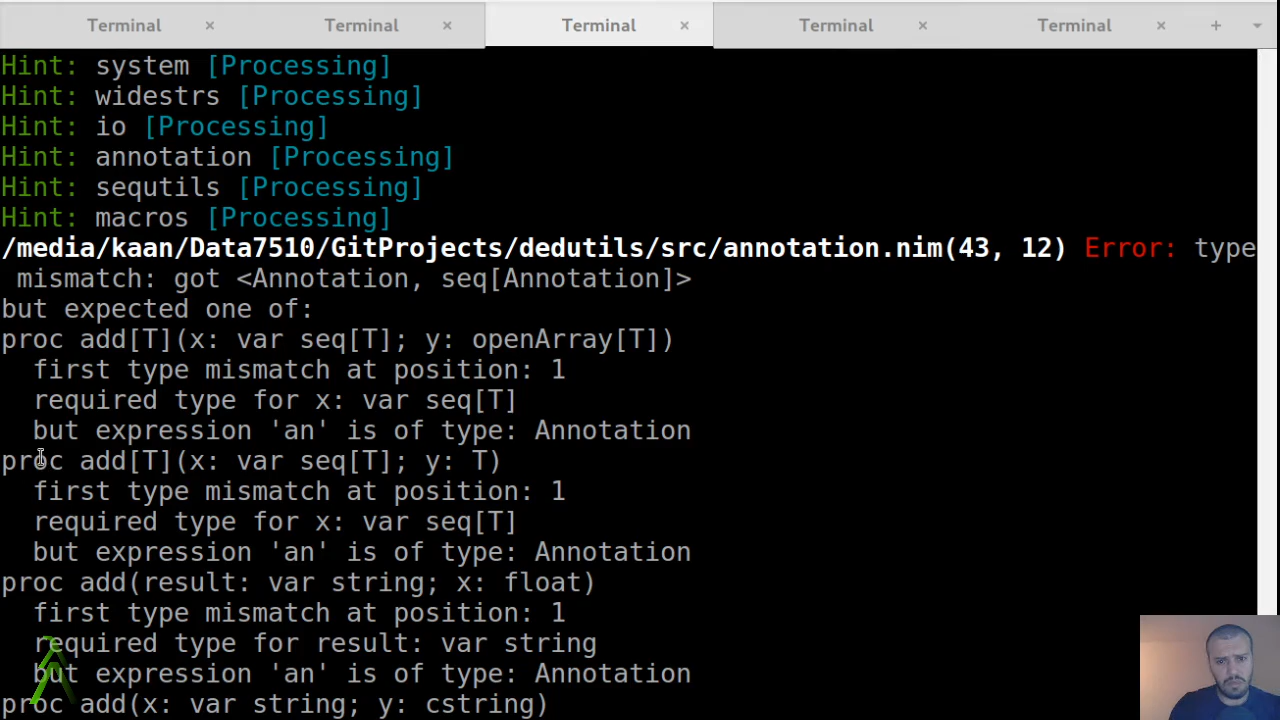 Terminal × Terminal × Terminal × Terminal × Terminal × +
Hint: system [Processing]
Hint: widestrs [Processing]
Hint: io [Processing]
Hint: annotation [Processing]
Hint: sequtils [Processing]
Hint: macros [Processing]
/media/kaan/Data7510/GitProjects/dedutils/src/annotation.nim(43, 12) Error: type
 mismatch: got <Annotation, seq[Annotation]>
but expected one of:
proc add[T](x: var seq[T]; y: openArray[T])
  first type mismatch at position: 1
  required type for x: var seq[T]
  but expression 'an' is of type: Annotation
proc add[T](x: var seq[T]; y: T)
  first type mismatch at position: 1
  required type for x: var seq[T]
  but expression 'an' is of type: Annotation
proc add(result: var string; x: float)
  first type mismatch at position: 1
  required type for result: var string
  but expression 'an' is of type: Annotation
proc add(x: var string; y: cstring)